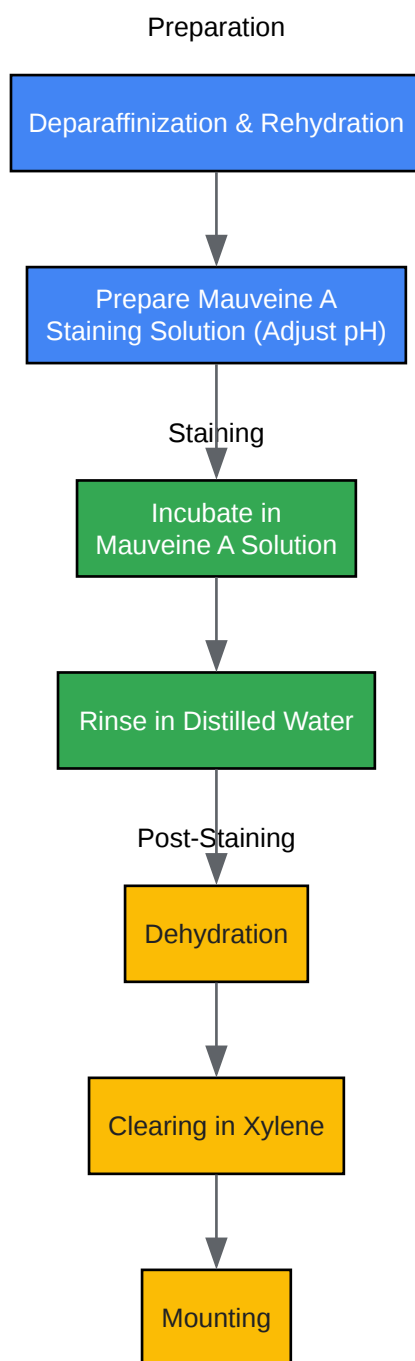 Preparation
Deparaffinization & Rehydration
Prepare Mauveine A
Staining Solution (Adjust pH)
Staining
Incubate in
Mauveine A Solution
Rinse in Distilled Water
Post-Staining
Dehydration
Clearing in Xylene
Mounting